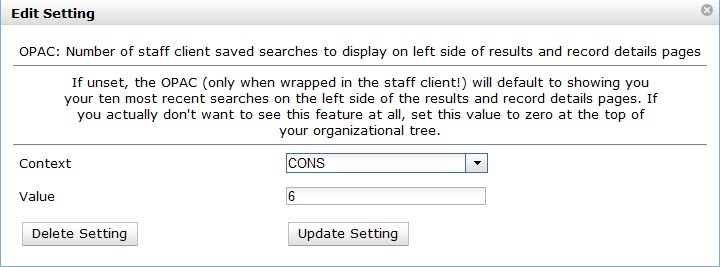 Edit Setting
OPAC: Number of staff client saved searches to display on left side of results and record details pages
If unset, the OPAC (only when wrapped in the staff client!) will default to showing you
your ten most recent searches on the left side of the results and record details pages. If
you actually don't want to see this feature at all, set this value to zero at the top of
your organizational tree.
Context CONS
Value 6
Delete Setting Update Setting